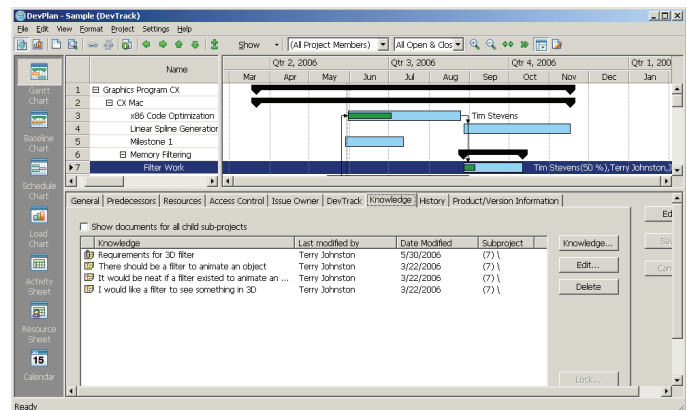 DevPlan - Sample (DevTrack)
File Edit View Format Project Settings Help
Show (All Project Members) All Open & Clos
Name
Qtr 2, 2006 Qtr 3, 2006 Qtr 4, 2006 Qtr 1, 200
Mar Apr May Jun Jul Aug Sep Oct Nov Dec Jan
1 Graphics Program CX
2 CX Mac
3 x86 Code Optimization Tim Stevens
4 Linear Spline Generator
5 Milestone 1
6 Memory Filtering
7 Filter Work Tim Stevens(50 %),Terry Johnston,J
Gantt Chart
Baseline Chart
Schedule Chart
Load Chart
Activity Sheet
Resource Sheet
15
Calendar
General Predecessors Resources Access Control Issue Owner DevTrack Knowledge History Product/Version Information
Show documents for all child sub-projects
Knowledge Last modified by Date Modified Subproject
Requirements for 3D filter Terry Johnston 5/30/2006 (7) \
There should be a filter to animate an object Terry Johnston 3/22/2006 (7) \
It would be neat if a filter existed to animate an ... Terry Johnston 3/22/2006 (7) \
I would like a filter to see something in 3D Terry Johnston 3/22/2006 (7) \
Knowledge...
Edit...
Delete
Lock...
Ed
Sav
Can
Ready